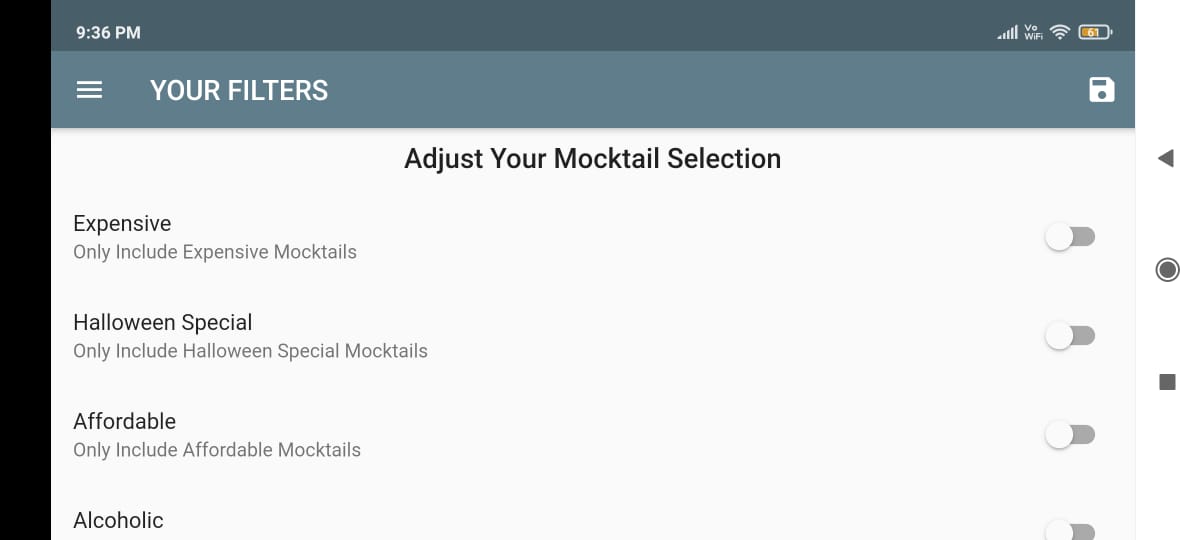 9:36 PM
Vo
WiFi
61
YOUR FILTERS
Adjust Your Mocktail Selection
Expensive
Only Include Expensive Mocktails
Halloween Special
Only Include Halloween Special Mocktails
Affordable
Only Include Affordable Mocktails
Alcoholic